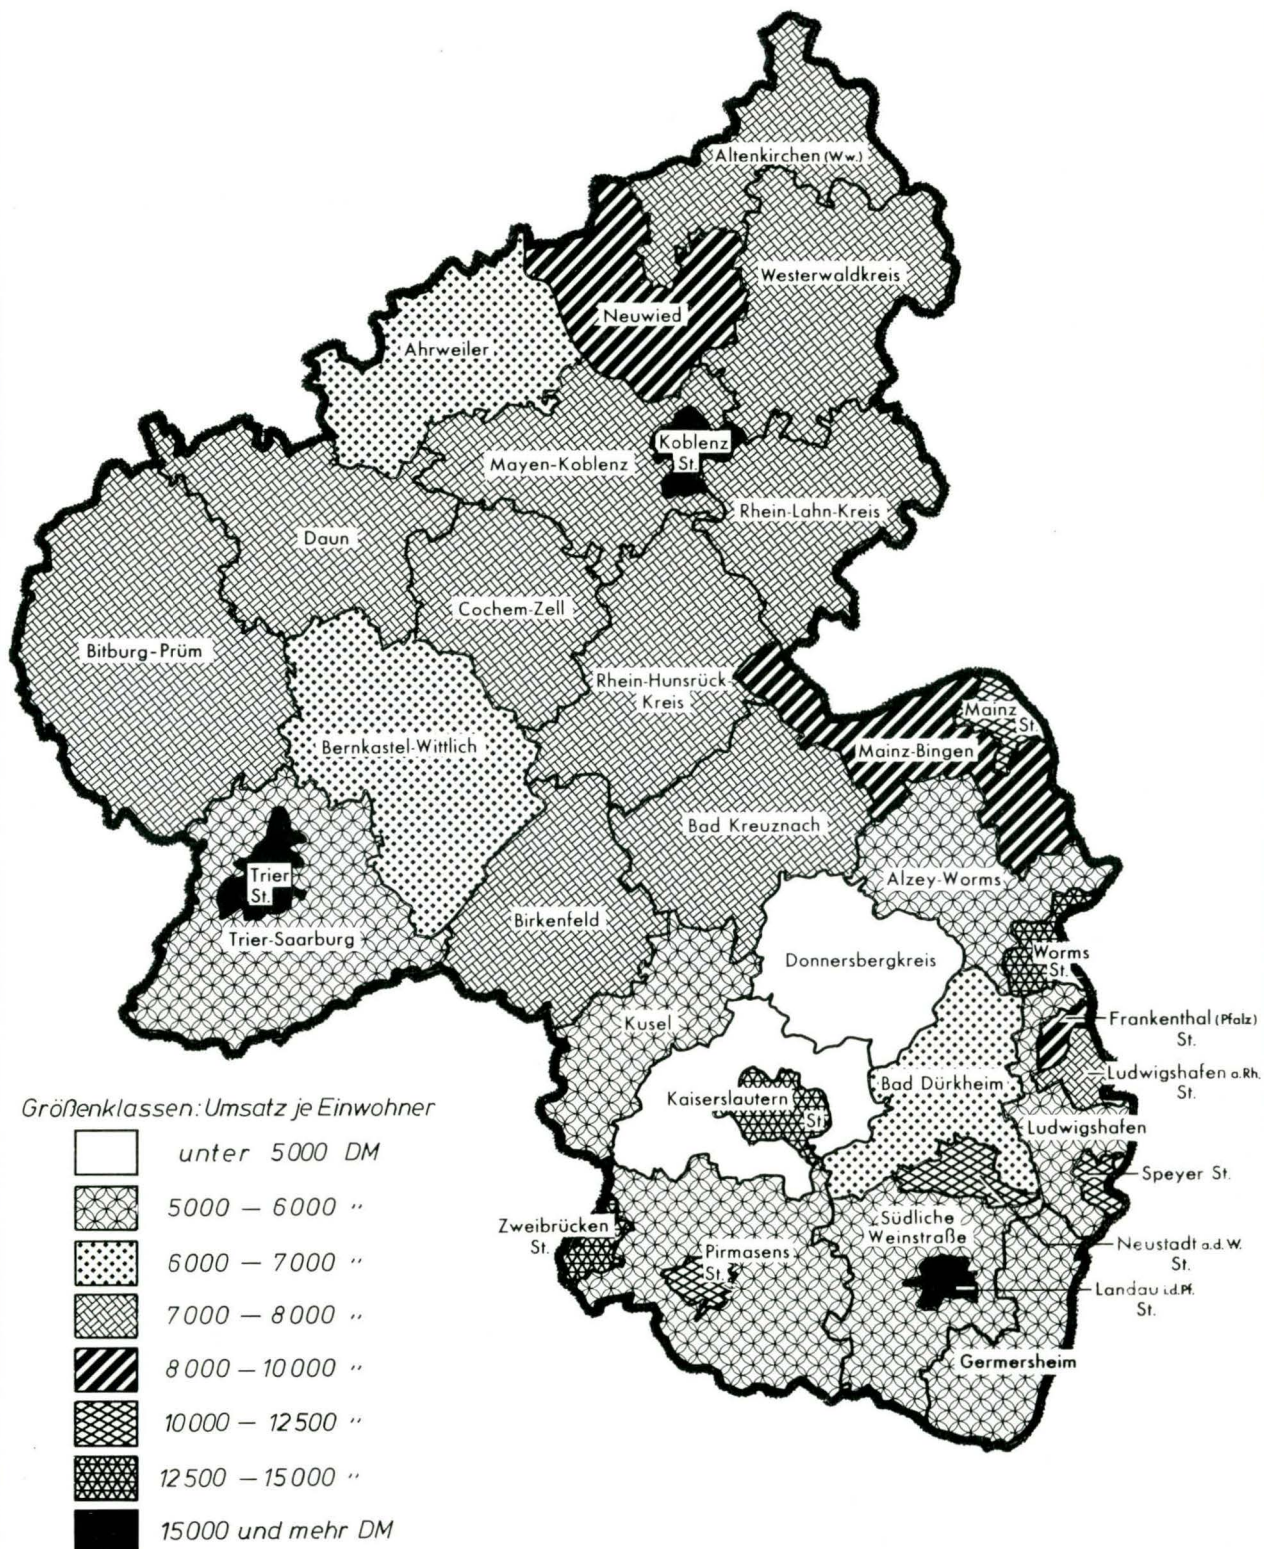 Altenkirchen (Ww.)
Westerwaldkreis
Neuwied
Ahrweiler
Koblenz
St.
Mayen-Koblenz
Rhein-Lahn-Kreis
Daun
Cochem-Zell
Bitburg-Prüm
Rhein-Hunsrück-
Kreis
Mainz
St.
Bernkastel-Wittlich
Mainz-Bingen
Bad Kreuznach
Trier
St.
Alzey-Worms
Birkenfeld
Trier-Saarburg
Donnersbergkreis
Worms
St.
Kusel
Frankenthal (Pfalz)
St.
Ludwigshafen a.Rh.
St.
Bad Dürkheim
Kaiserslautern
St.
Ludwigshafen
Speyer St.
Zweibrücken
St.
Südliche
Weinstraße
Pirmasens
St.
Neustadt a.d.W.
St.
Landau i.d.Pf.
St.
Germersheim
Größenklassen: Umsatz je Einwohner
unter 5000 DM
5000 – 6000 "
6000 – 7000 "
7000 – 8000 "
8000 – 10000 "
10000 – 12500 "
12500 – 15000 "
15000 und mehr DM